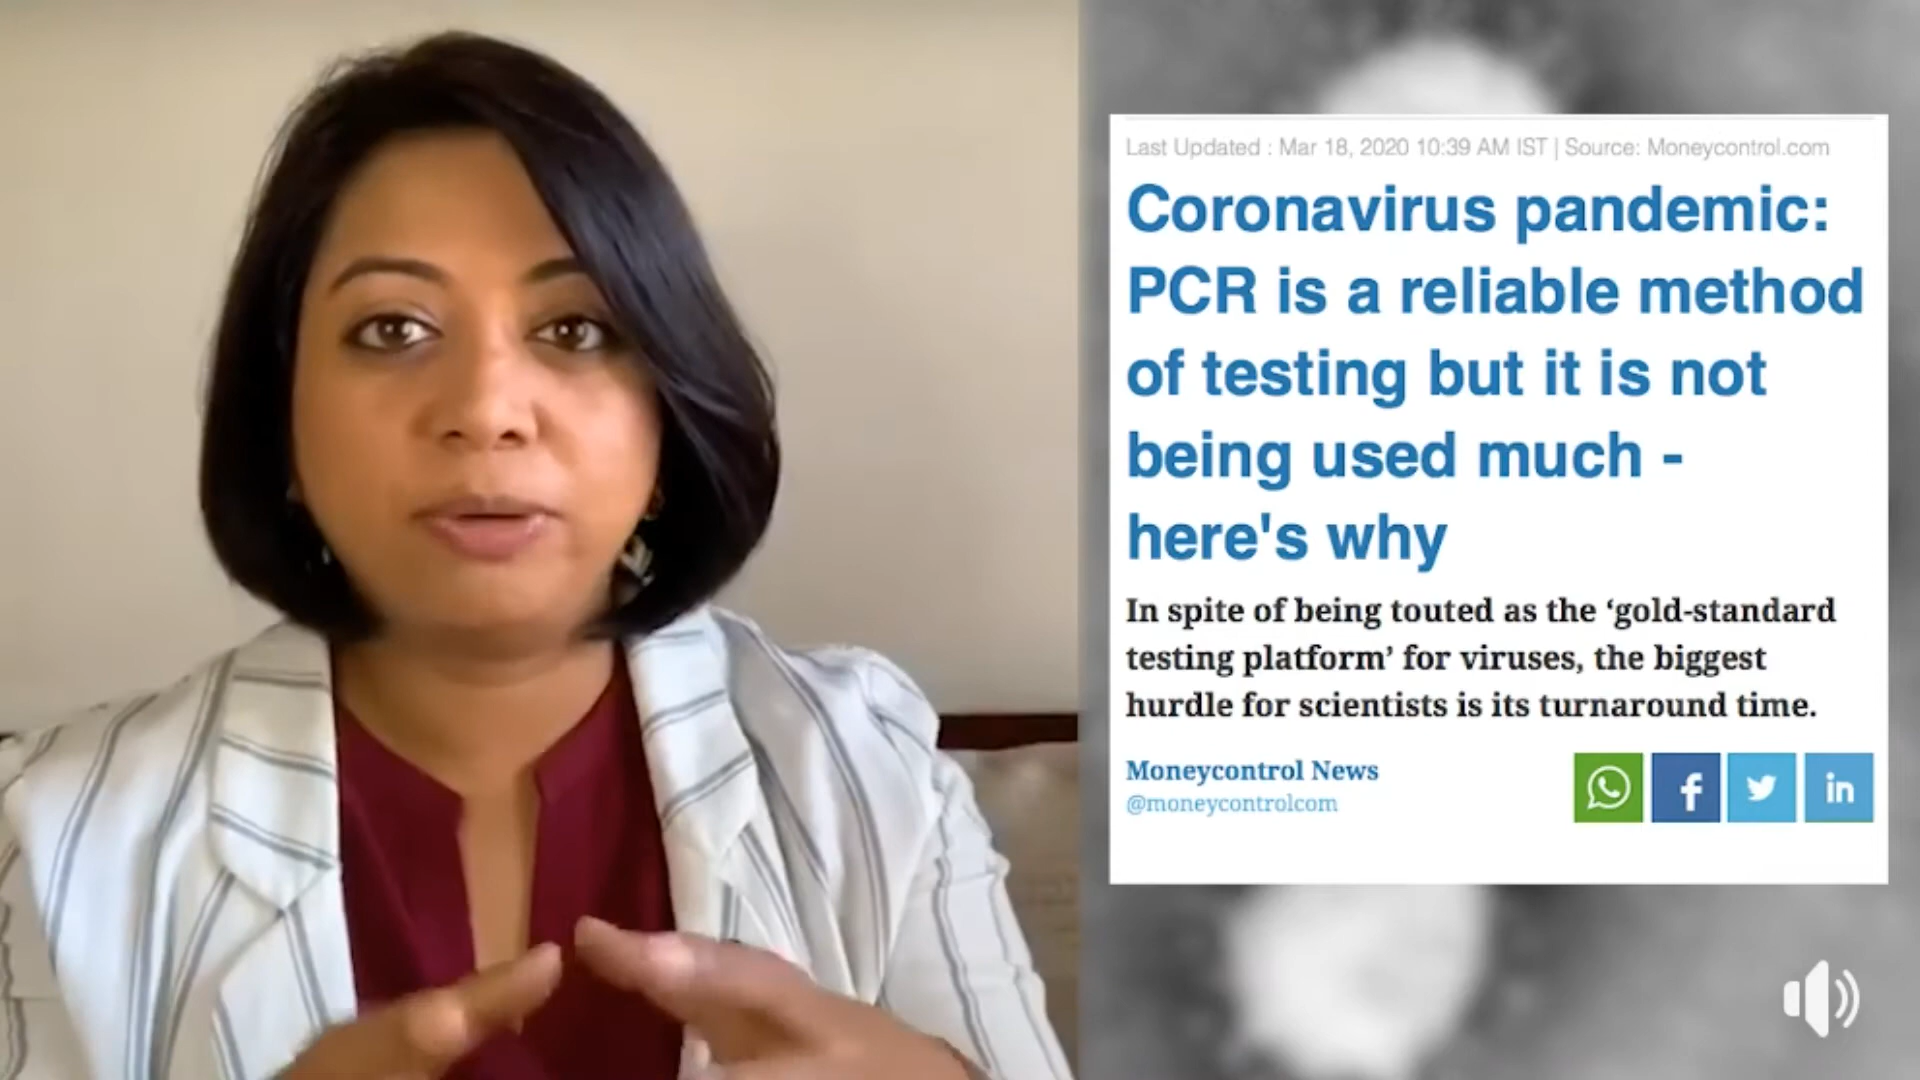 Last Updated : Mar 18, 2020 10:39 AM IST | Source: Moneycontrol.com
Coronavirus pandemic:
PCR is a reliable method
of testing but it is not
being used much -
here's why
In spite of being touted as the ‘gold-standard
testing platform’ for viruses, the biggest
hurdle for scientists is its turnaround time.
Moneycontrol News
@moneycontrolcom
f
in